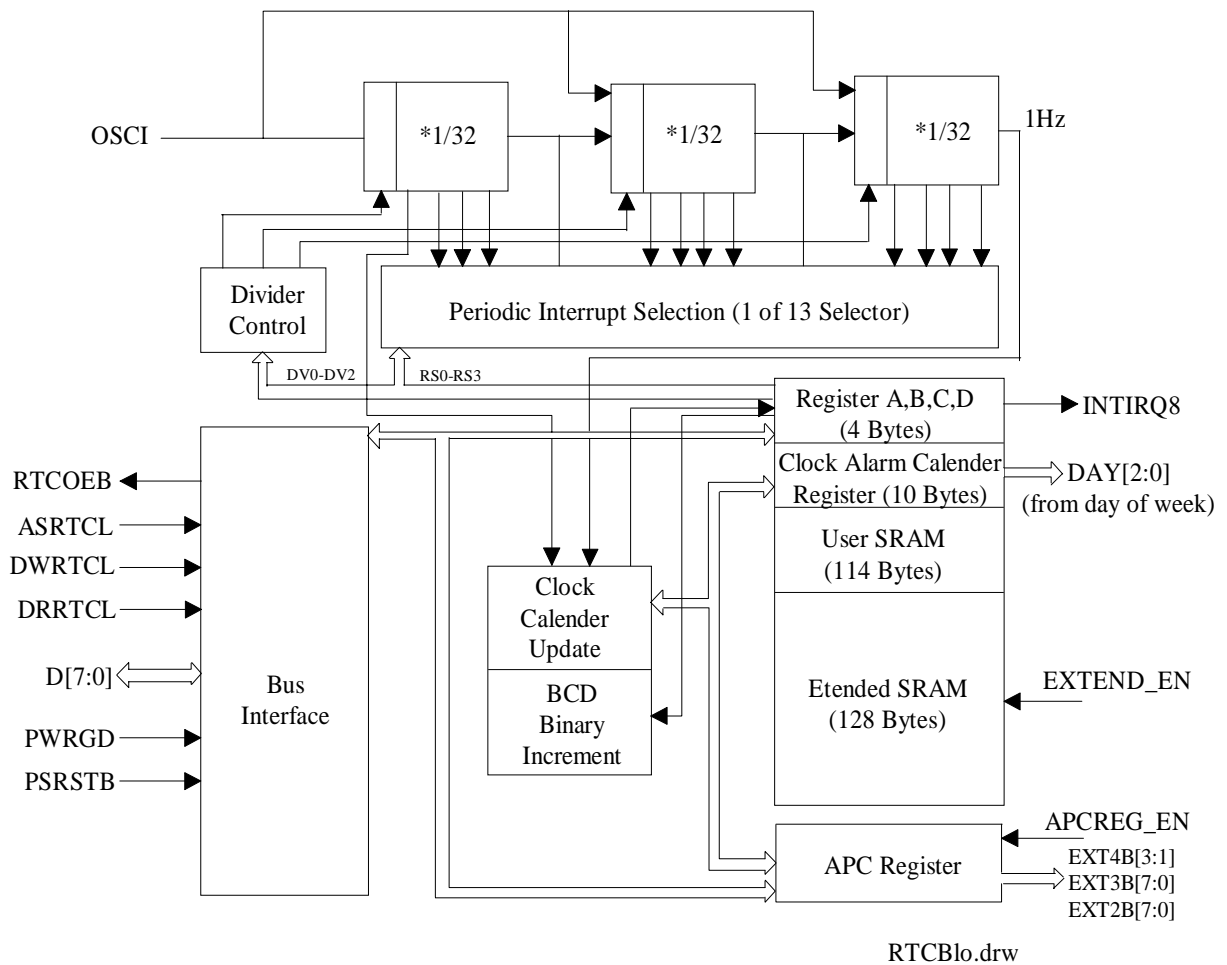 OSCI
*1/32
*1/32
*1/32
1Hz
Divider
Control
Periodic Interrupt Selection (1 of 13 Selector)
DV0-DV2
RS0-RS3
Register A,B,C,D
(4 Bytes)
INTIRQ8
Clock Alarm Calender
Register (10 Bytes)
DAY[2:0]
(from day of week)
User SRAM
(114 Bytes)
Etended SRAM
(128 Bytes)
EXTEND_EN
RTCOEB
ASRTCL
DWRTCL
DRRTCL
D[7:0]
PWRGD
PSRSTB
Bus
Interface
Clock
Calender
Update
BCD
Binary
Increment
APC Register
APCREG_EN
EXT4B[3:1]
EXT3B[7:0]
EXT2B[7:0]
RTCBlo.drw